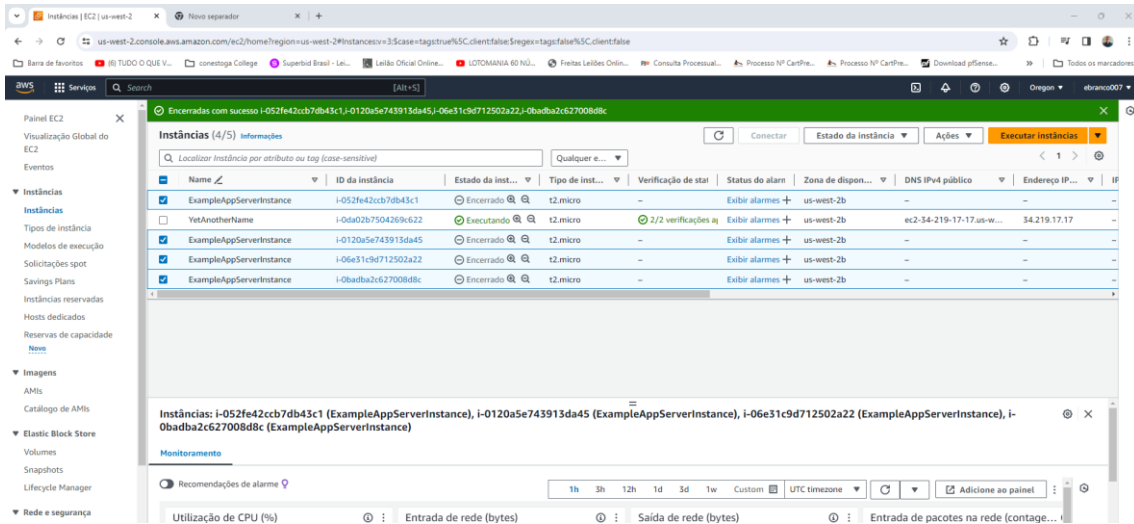 Instâncias | EC2 | us-west-2
Novo separador
us-west-2.console.aws.amazon.com/ec2/home?region=us-west-2#Instances:v=3;$case=tags:true%5C,client:false;$regex=tags:false%5C,client:false
Barra de favoritos (6) TUDO O QUE V... conestoga College Superbid Brasil - Lei... Leilão Oficial Online... LOTOMANIA 60 NÚ... Freitas Leilões Onlin... Consulta Processual... Processo Nº CartPre... Processo Nº CartPre... Download pfSense... Todos os marcadores
aws Serviços Search [Alt+S] Oregon ebranco007
Encerradas com sucesso i-052fe42ccb7db43c1,i-0120a5e743913da45,i-06e31c9d712502a22,i-0badba2c627008d8c
Painel EC2
Visualização Global do
EC2
Eventos
Instâncias
Instâncias
Tipos de instância
Modelos de execução
Solicitações spot
Savings Plans
Instâncias reservadas
Hosts dedicados
Reservas de capacidade
Novo
Imagens
AMIs
Catálogo de AMIs
Elastic Block Store
Volumes
Snapshots
Lifecycle Manager
Rede e segurança
Instâncias (4/5) Informações Conectar Estado da instância Ações Executar instâncias
Localizar Instância por atributo ou tag (case-sensitive) Qualquer e... 1
Name ID da instância Estado da inst... Tipo de inst... Verificação de stat Status do alarn Zona de dispon... DNS IPv4 público Endereço IP... IF
ExampleAppServerInstance i-052fe42ccb7db43c1 Encerrado t2.micro – Exibir alarmes + us-west-2b – – –
YetAnotherName i-0da02b7504269c622 Executando t2.micro 2/2 verificações ap Exibir alarmes + us-west-2b ec2-34-219-17-17.us-w... 34.219.17.17 –
ExampleAppServerInstance i-0120a5e743913da45 Encerrado t2.micro – Exibir alarmes + us-west-2b – – –
ExampleAppServerInstance i-06e31c9d712502a22 Encerrado t2.micro – Exibir alarmes + us-west-2b – – –
ExampleAppServerInstance i-0badba2c627008d8c Encerrado t2.micro – Exibir alarmes + us-west-2b – – –
Instâncias: i-052fe42ccb7db43c1 (ExampleAppServerInstance), i-0120a5e743913da45 (ExampleAppServerInstance), i-06e31c9d712502a22 (ExampleAppServerInstance), i-
0badba2c627008d8c (ExampleAppServerInstance)
Monitoramento
Recomendações de alarme
1h 3h 12h 1d 3d 1w Custom UTC timezone Adicione ao painel
Utilização de CPU (%) Entrada de rede (bytes) Saída de rede (bytes) Entrada de pacotes na rede (contage...